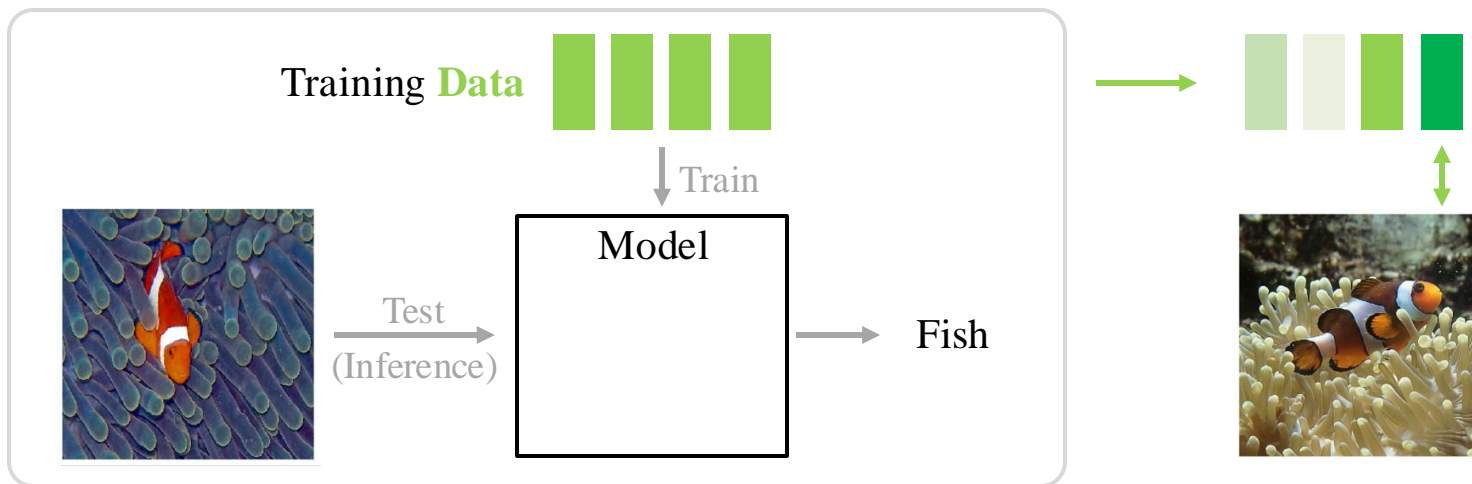 Training Data
Train
Model
Test
(Inference)
Fish